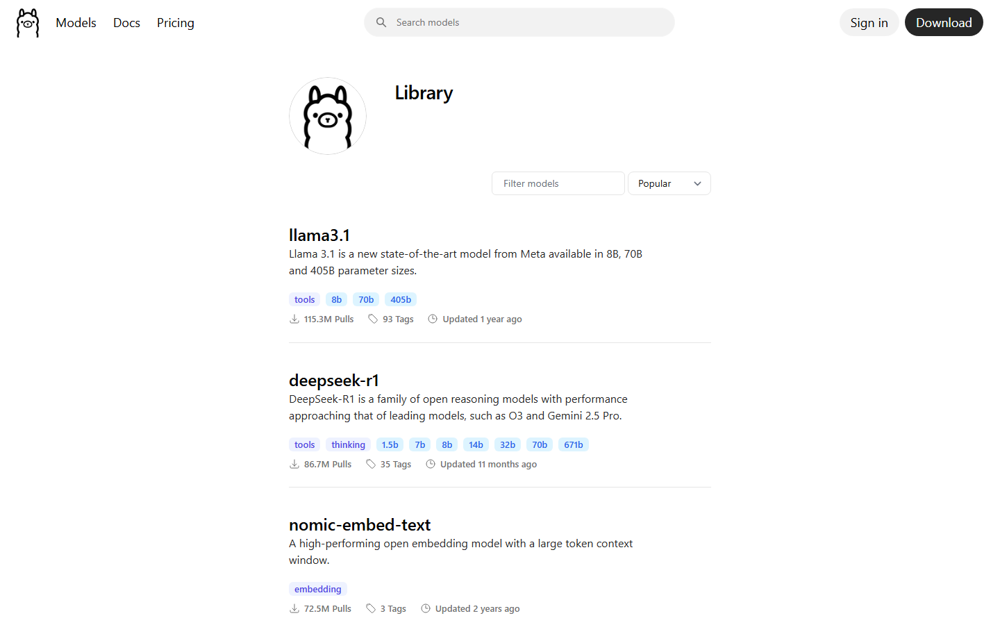 Models Docs Pricing
Search models
Sign in Download
Library
Filter models
Popular
llama3.1
Llama 3.1 is a new state-of-the-art model from Meta available in 8B, 70B
and 405B parameter sizes.
tools 8b 70b 405b
115.3M Pulls 93 Tags Updated 1 year ago
deepseek-r1
DeepSeek-R1 is a family of open reasoning models with performance
approaching that of leading models, such as O3 and Gemini 2.5 Pro.
tools thinking 1.5b 7b 8b 14b 32b 70b 671b
86.7M Pulls 35 Tags Updated 11 months ago
nomic-embed-text
A high-performing open embedding model with a large token context
window.
embedding
72.5M Pulls 3 Tags Updated 2 years ago